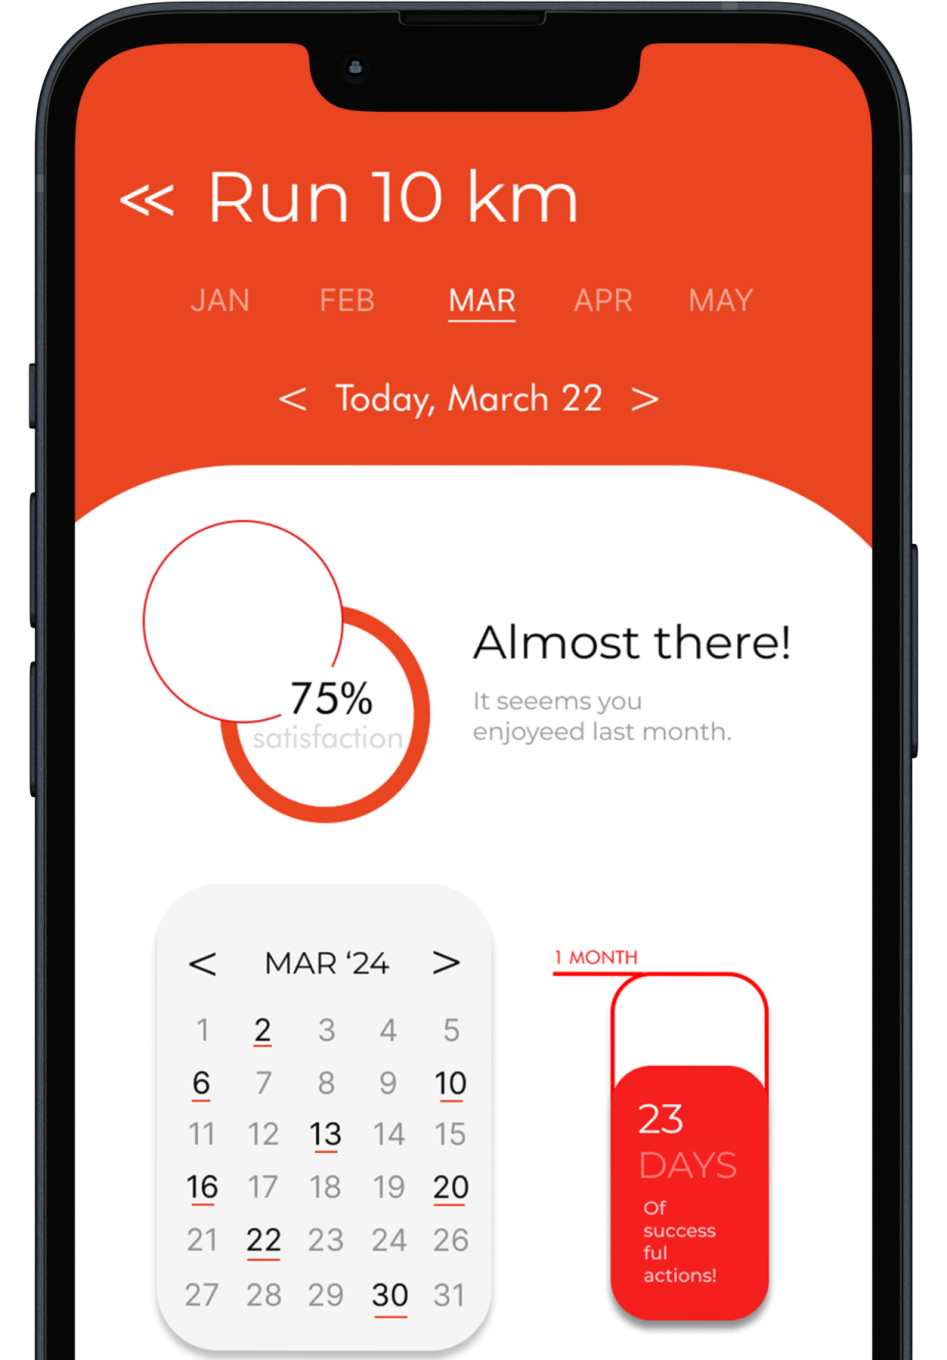 << Run 10 km
JAN FEB MAR APR MAY
< Today, March 22 >
75%
satisfaction
Almost there!
It seeems you
enjoyeed last month.
< MAR ‘24 >
1 2 3 4 5
6 7 8 9 10
11 12 13 14 15
16 17 18 19 20
21 22 23 24 26
27 28 29 30 31
1 MONTH
23
DAYS
Of
success
ful
actions!